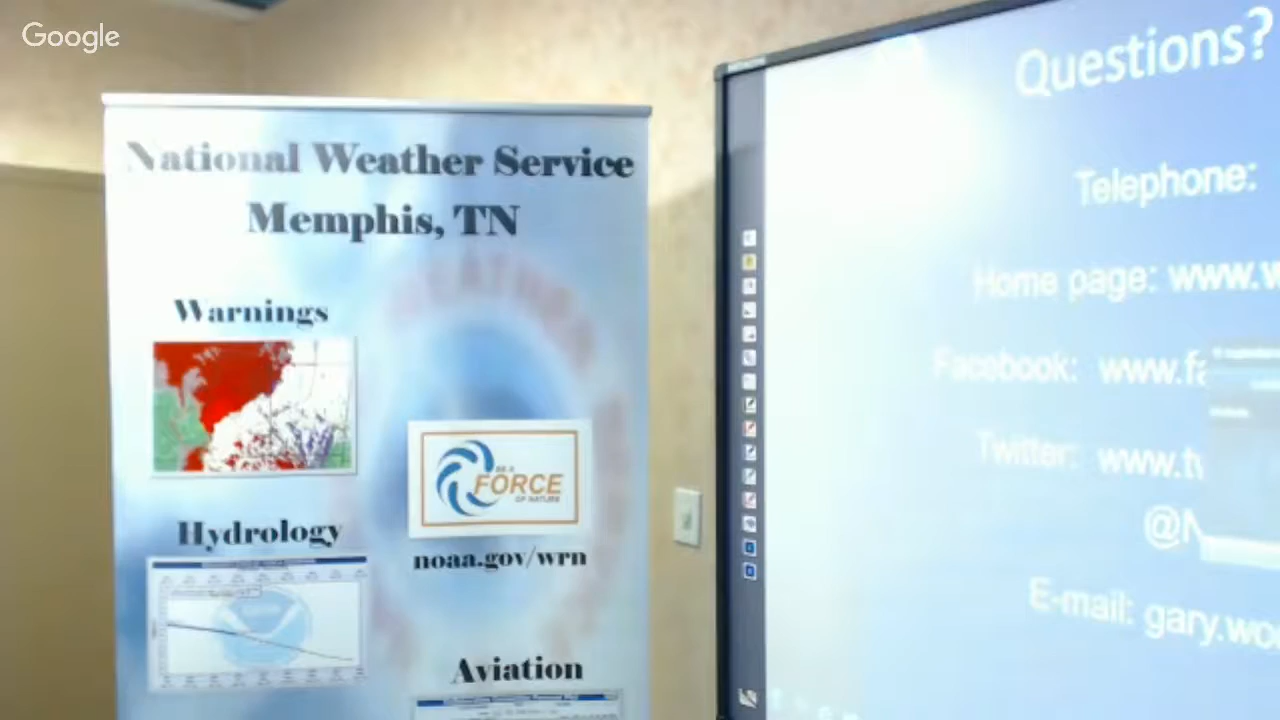 Google
National Weather Service
Memphis, TN
Warnings
BE A
FORCE
OF NATURE
noaa.gov/wrn
Hydrology
Aviation
Questions?
Telephone:
Home page: www.w
Facebook: www.fa
Twitter: www.tw
@N
E-mail: gary.wo